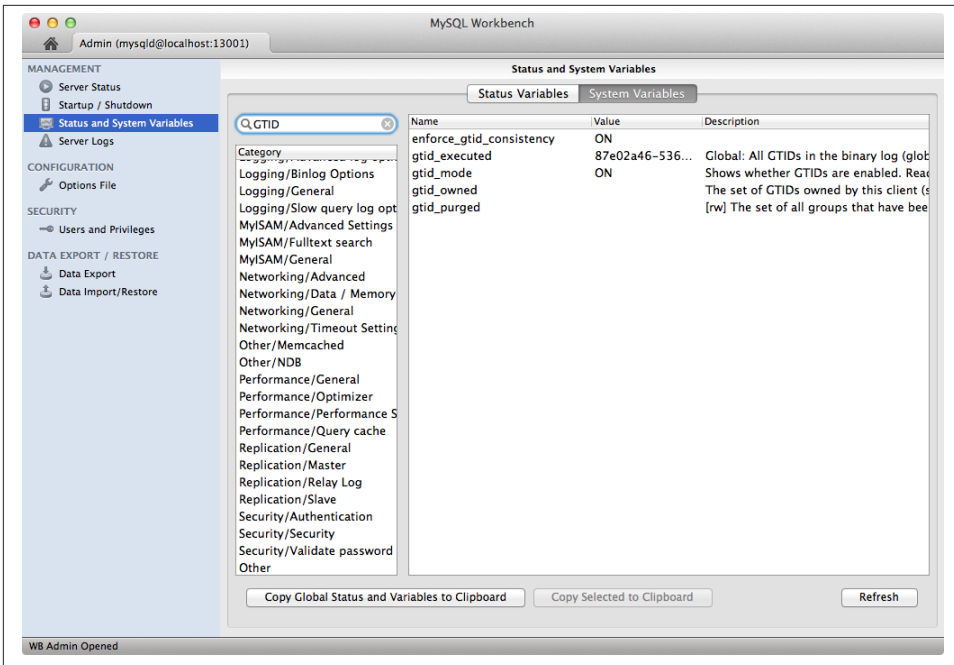 MySQL Workbench
Admin (mysqld@localhost:13001)
MANAGEMENT
Server Status
Startup / Shutdown
Status and System Variables
Server Logs
CONFIGURATION
Options File
SECURITY
Users and Privileges
DATA EXPORT / RESTORE
Data Export
Data Import/Restore
Status and System Variables
Status Variables
System Variables
GTID
Category
Logging/Binlog Options
Logging/General
Logging/Slow query log opt
MyISAM/Advanced Settings
MyISAM/Fulltext search
MyISAM/General
Networking/Advanced
Networking/Data / Memory
Networking/General
Networking/Timeout Setting
Other/Memcached
Other/NDB
Performance/General
Performance/Optimizer
Performance/Performance S
Performance/Query cache
Replication/General
Replication/Master
Replication/Relay Log
Replication/Slave
Security/Authentication
Security/Security
Security/Validate password
Other
Name Value Description
enforce_gtid_consistency ON
gtid_executed 87e02a46-536... Global: All GTIDs in the binary log (glob
gtid_mode ON Shows whether GTIDs are enabled. Read
gtid_owned The set of GTIDs owned by this client (s
gtid_purged [rw] The set of all groups that have bee
Copy Global Status and Variables to Clipboard
Copy Selected to Clipboard
Refresh
WB Admin Opened